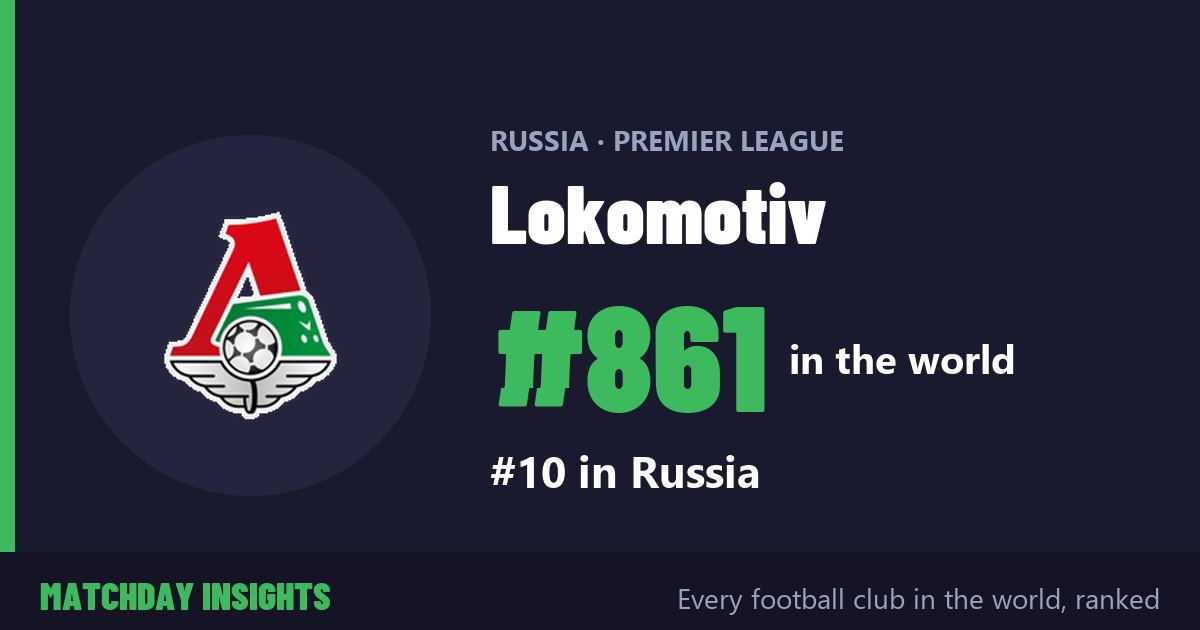 RUSSIA · PREMIER LEAGUE
Lokomotiv
#861 in the world
#10 in Russia
MATCHDAY INSIGHTS
Every football club in the world, ranked